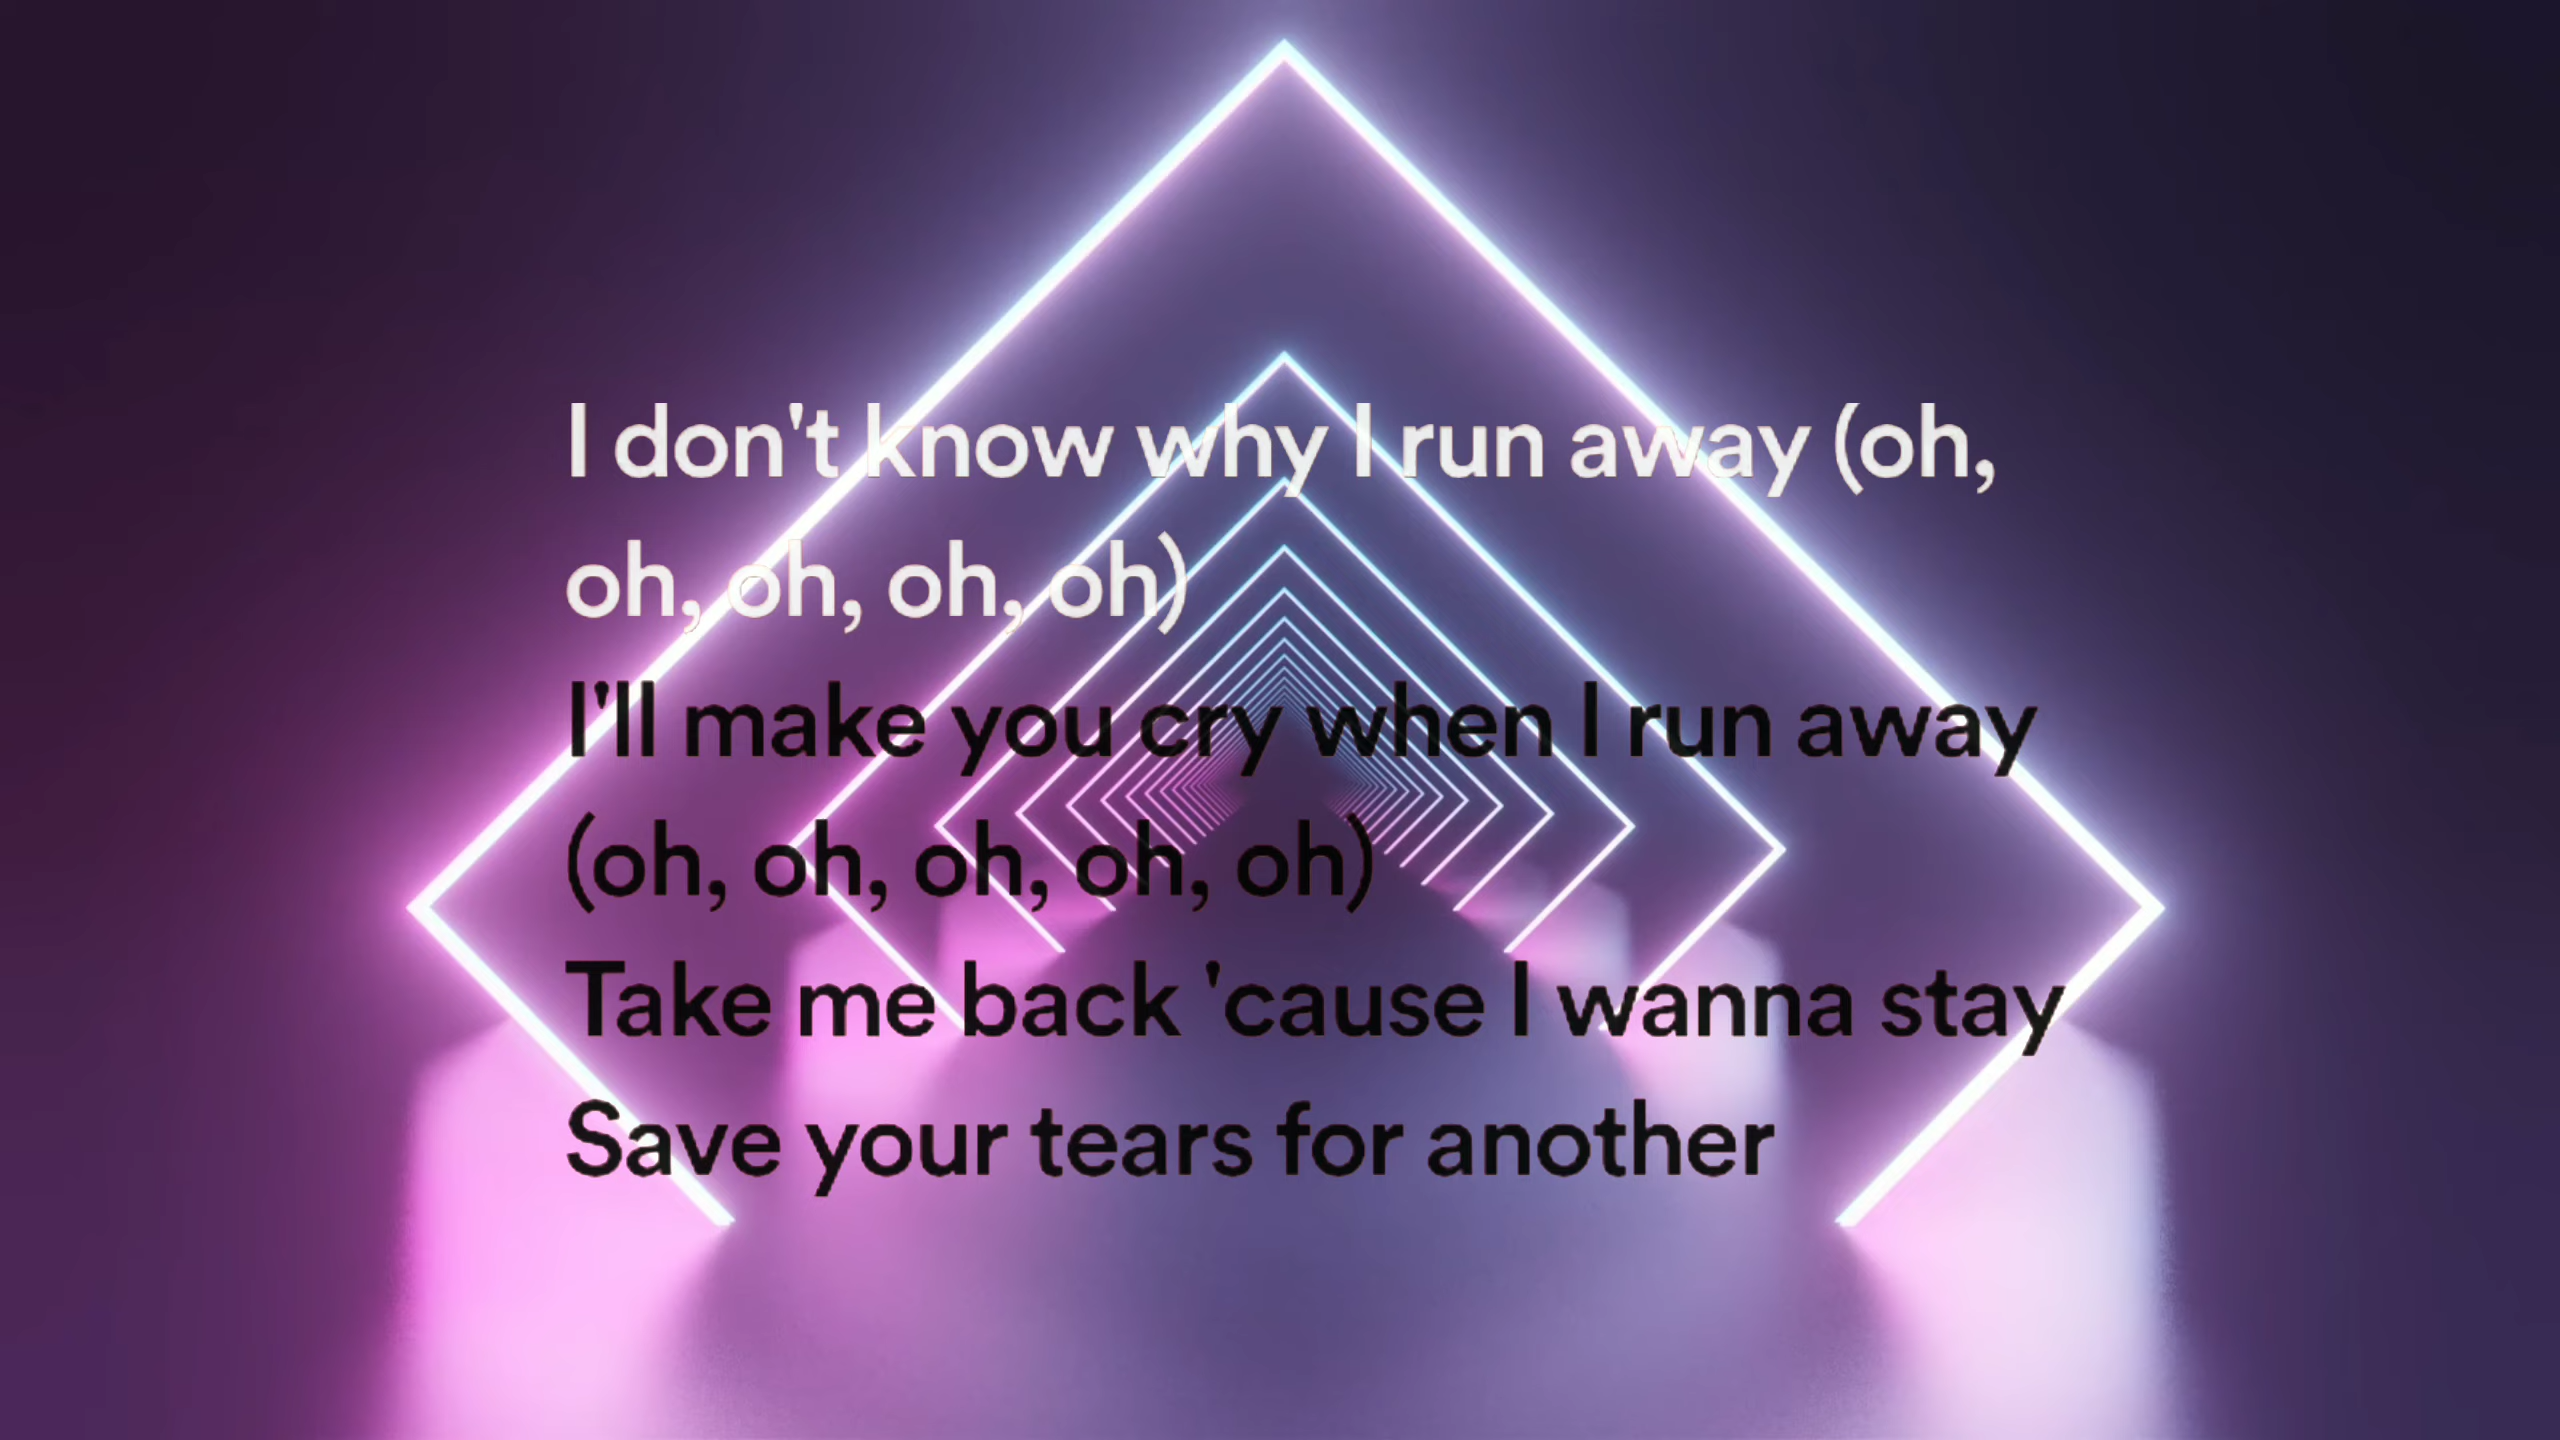 I don't know why I run away (oh,
oh, oh, oh, oh)
I'll make you cry when I run away
(oh, oh, oh, oh, oh)
Take me back 'cause I wanna stay
Save your tears for another